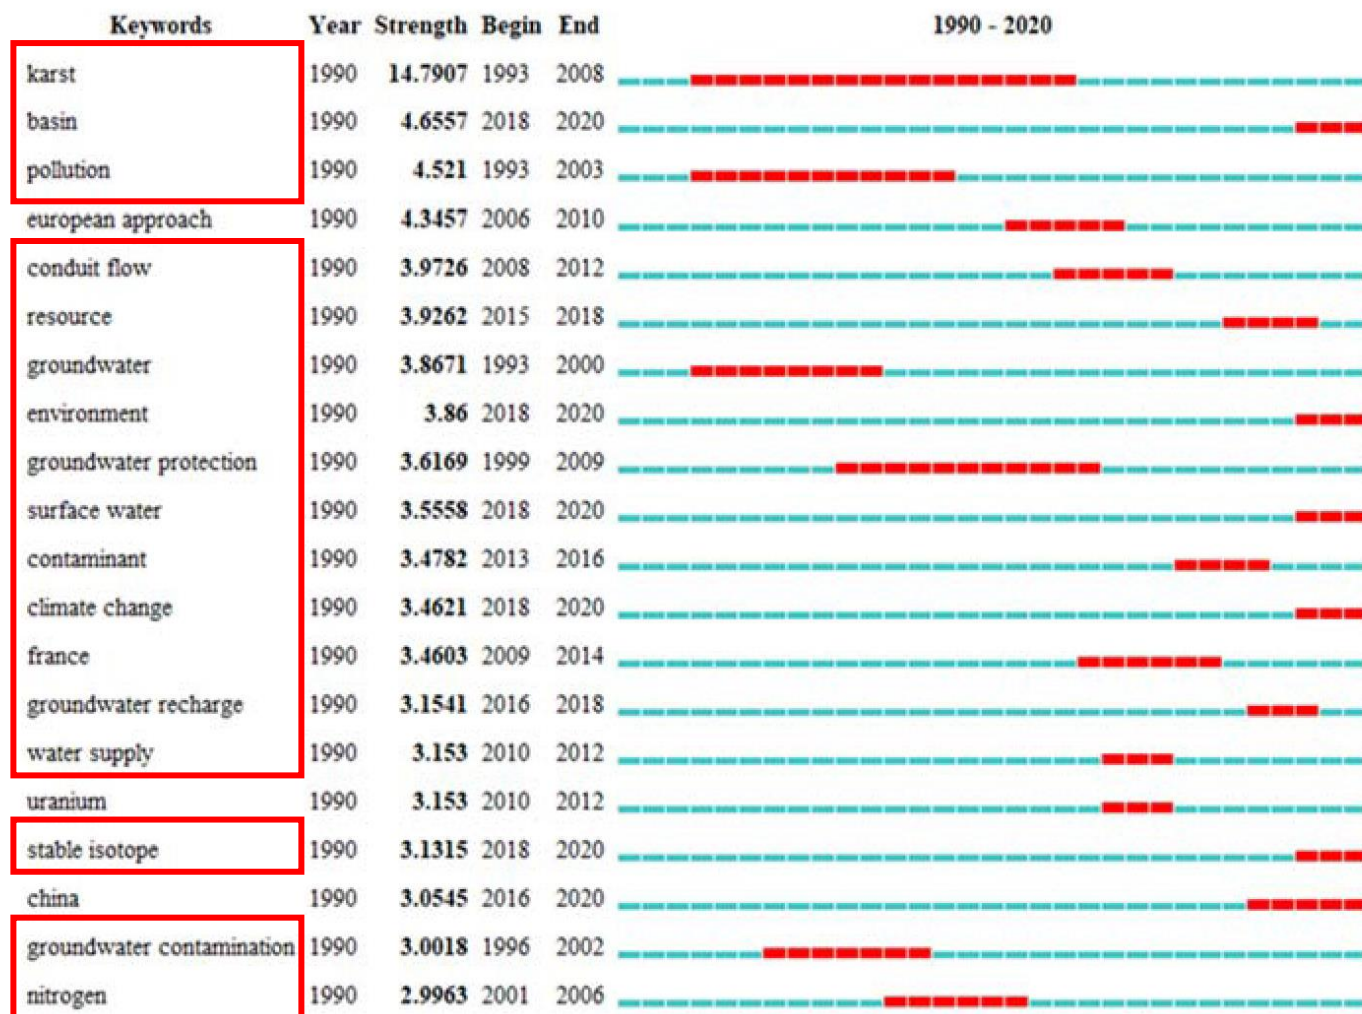 Keywords Year Strength Begin End 1990 - 2020
karst 1990 14.7907 1993 2008
basin 1990 4.6557 2018 2020
pollution 1990 4.521 1993 2003
european approach 1990 4.3457 2006 2010
conduit flow 1990 3.9726 2008 2012
resource 1990 3.9262 2015 2018
groundwater 1990 3.8671 1993 2000
environment 1990 3.86 2018 2020
groundwater protection 1990 3.6169 1999 2009
surface water 1990 3.5558 2018 2020
contaminant 1990 3.4782 2013 2016
climate change 1990 3.4621 2018 2020
france 1990 3.4603 2009 2014
groundwater recharge 1990 3.1541 2016 2018
water supply 1990 3.153 2010 2012
uranium 1990 3.153 2010 2012
stable isotope 1990 3.1315 2018 2020
china 1990 3.0545 2016 2020
groundwater contamination 1990 3.0018 1996 2002
nitrogen 1990 2.9963 2001 2006